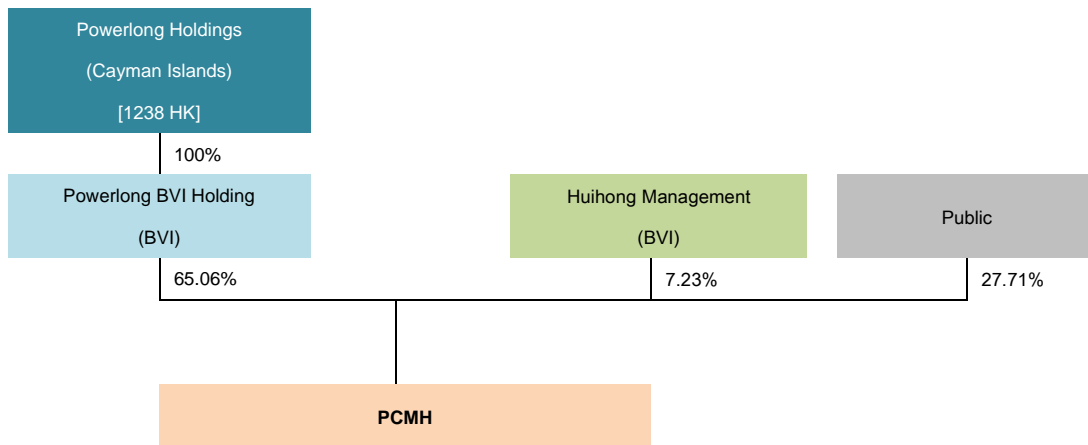 Powerlong Holdings
(Cayman Islands)
[1238 HK]
100%
Powerlong BVI Holding
(BVI)
Huihong Management
(BVI)
Public
65.06%
7.23%
27.71%
PCMH